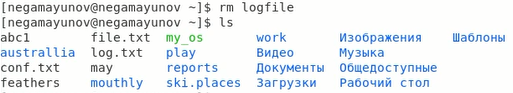 [negamayunov@negamayunov ~]$ rm logfile
[negamayunov@negamayunov ~]$ ls
abc1 file.txt my_os work Изображения Шаблоны
australlia log.txt play Видео Музыка
conf.txt may reports Документы Общедоступные
feathers mouthly ski.places Загрузки Рабочий стол